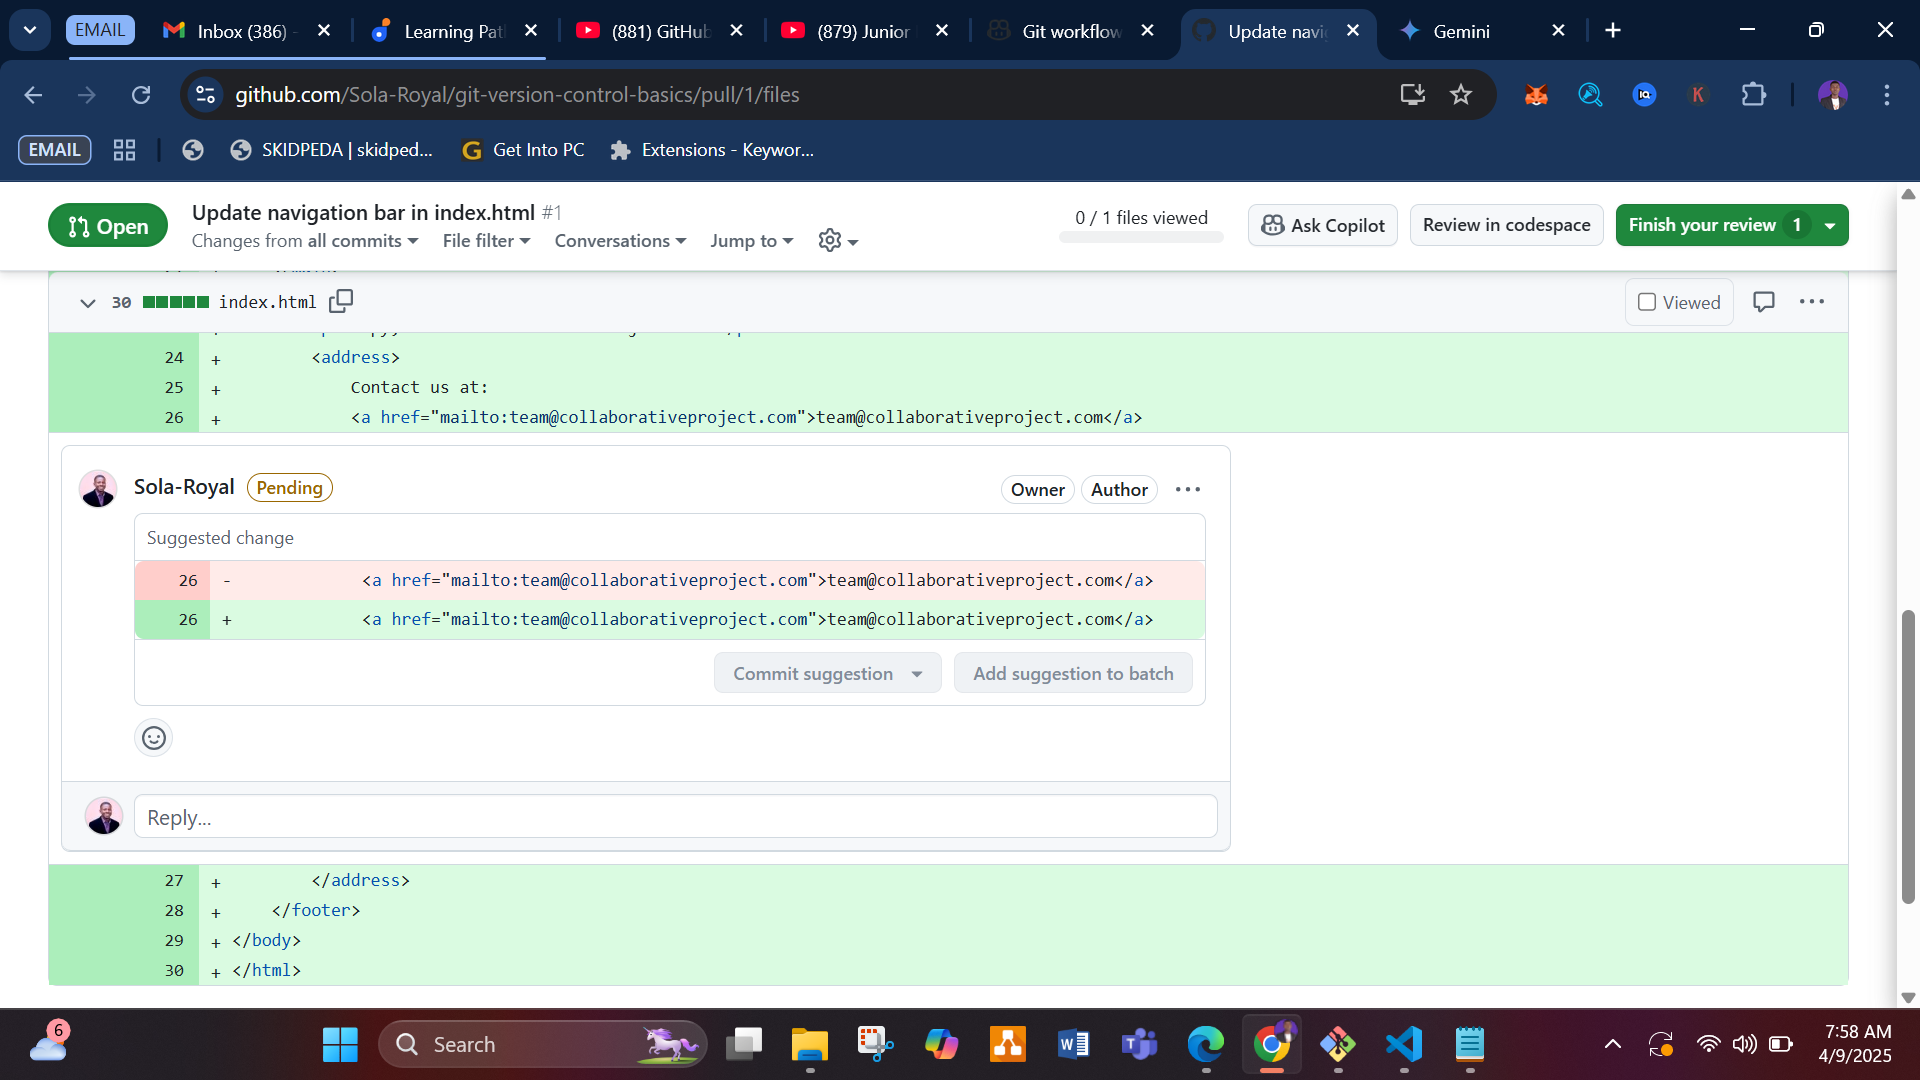 EMAIL
Inbox (386) -
Learning Pat
(881) GitHub
(879) Junior
Git workflow
Update navi
Gemini
github.com/Sola-Royal/git-version-control-basics/pull/1/files
EMAIL
SKIDPEDA | skidped...
Get Into PC
Extensions - Keywor...
Open
Update navigation bar in index.html #1
Changes from all commits
File filter
Conversations
Jump to
0 / 1 files viewed
Ask Copilot
Review in codespace
Finish your review 1
30 index.html
Viewed
24 + <address>
25 + Contact us at:
26 + <a href="mailto:team@collaborativeproject.com">team@collaborativeproject.com</a>
Sola-Royal Pending
Owner Author
Suggested change
26 - <a href="mailto:team@collaborativeproject.com">team@collaborativeproject.com</a>
26 + <a href="mailto:team@collaborativeproject.com">team@collaborativeproject.com</a>
Commit suggestion
Add suggestion to batch
Reply...
27 + </address>
28 + </footer>
29 + </body>
30 + </html>
6
Search
7:58 AM
4/9/2025